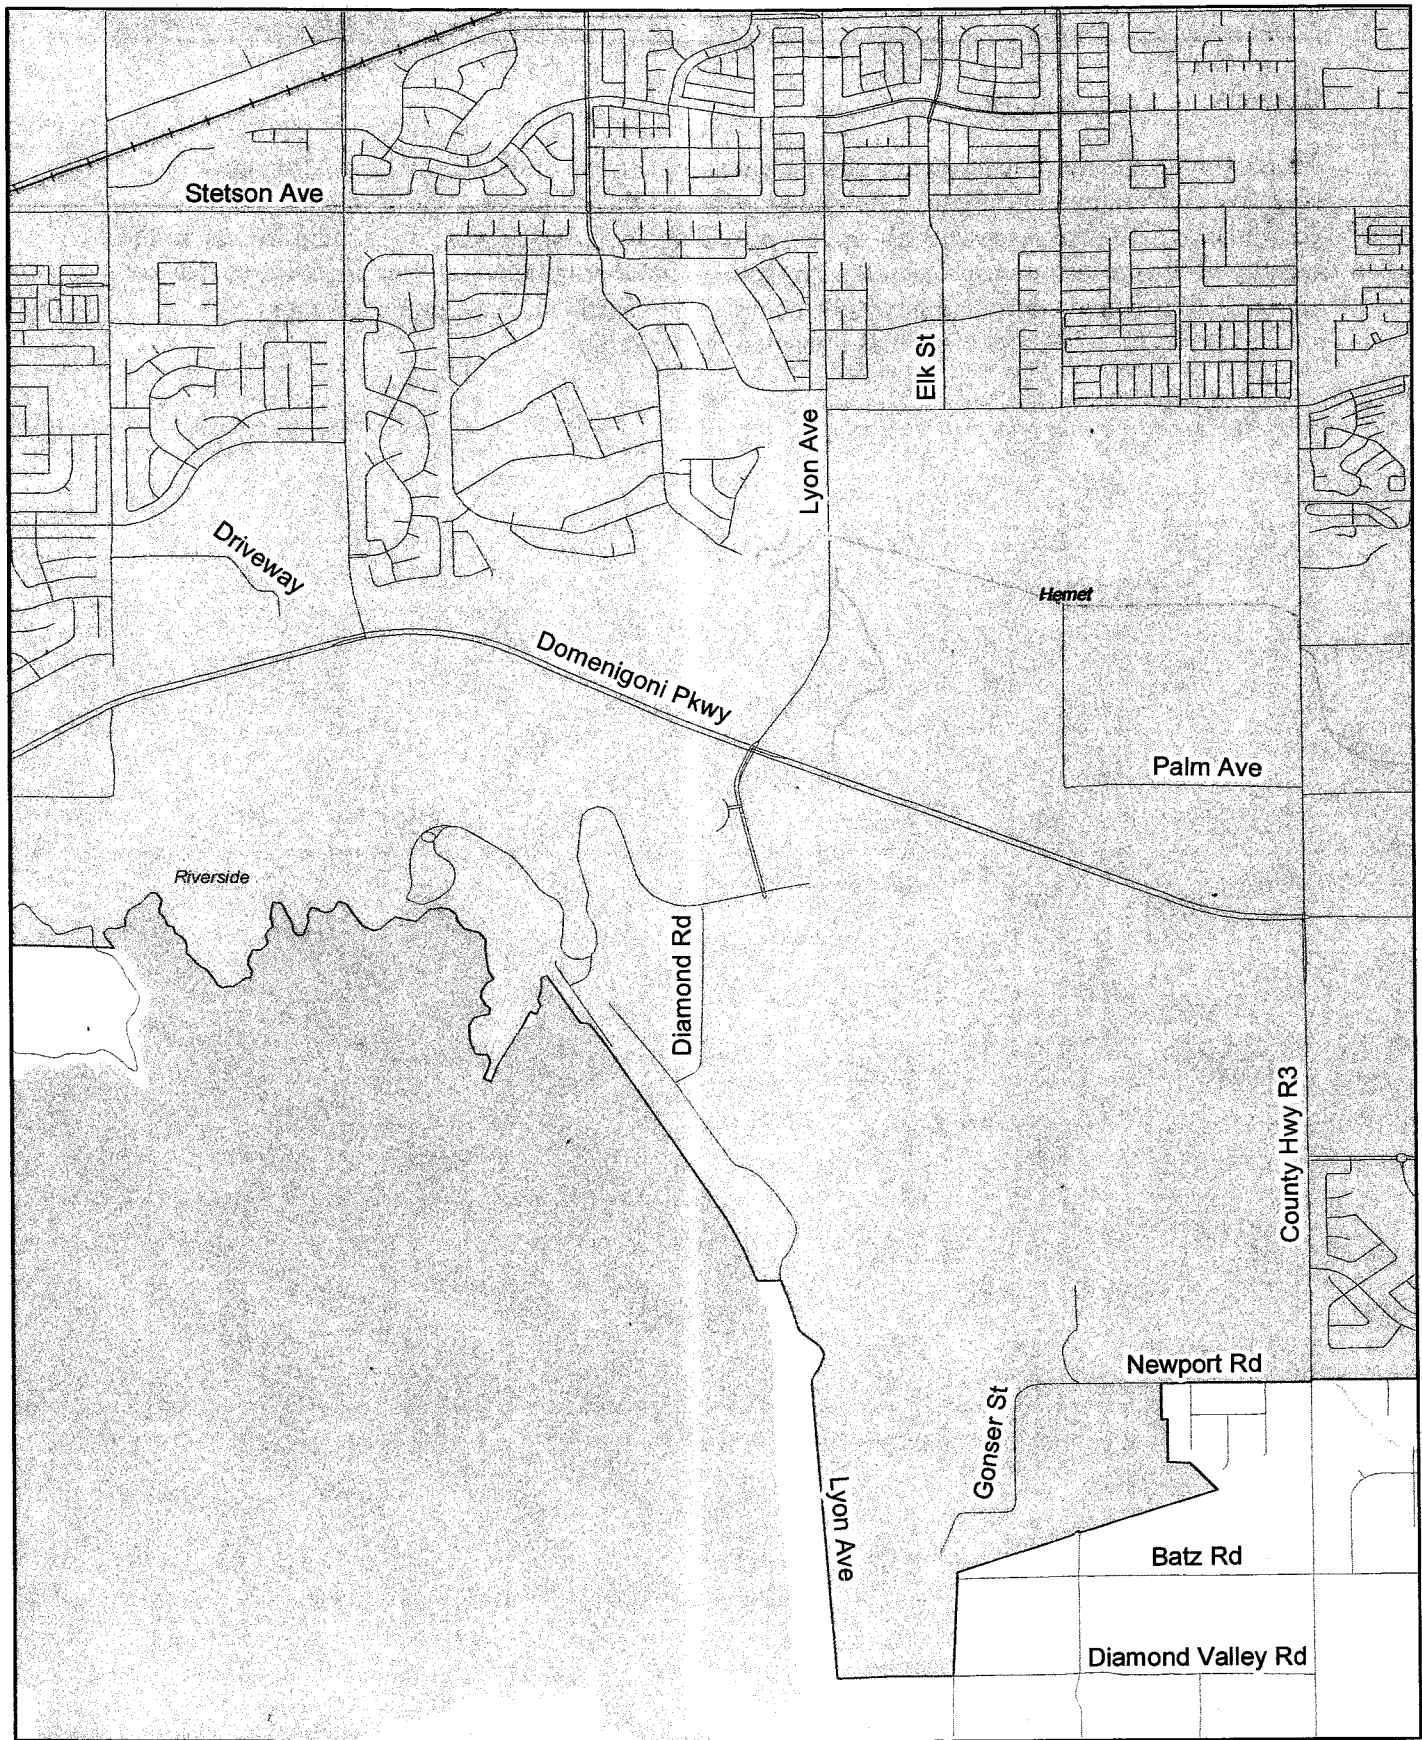 Stetson Ave
Elk St
Lyon Ave
Driveway
Hemet
Domenigoni Pkwy
Palm Ave
Riverside
Diamond Rd
County Hwy R3
Newport Rd
Gonser St
Lyon Ave
Batz Rd
Diamond Valley Rd